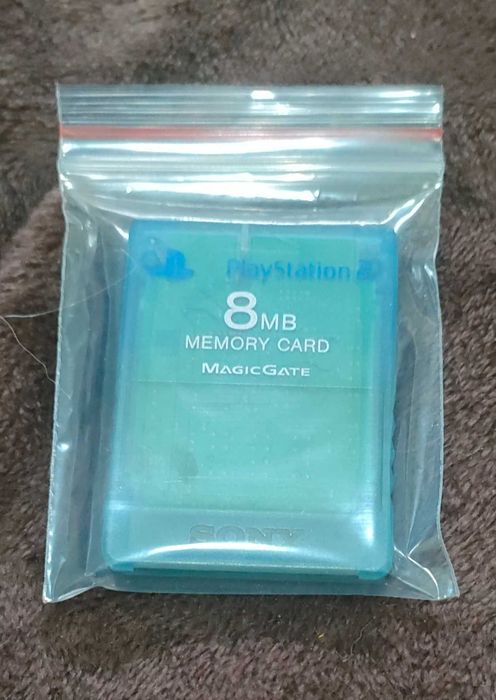 PlayStation 2
8MB
MEMORY CARD
MAGICGATE
SONY